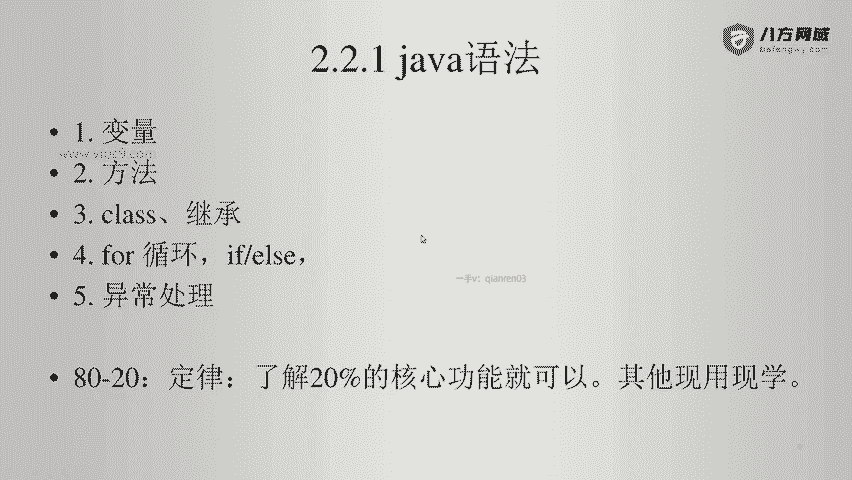 八方网域
bafangwy.com
2.2.1 java语法
• 1. 变量
• 2. 方法
• 3. class、继承
• 4. for 循环，if/else，
一手v：qianren03
• 5. 异常处理
• 80-20：定律：了解20%的核心功能就可以。其他现用现学。